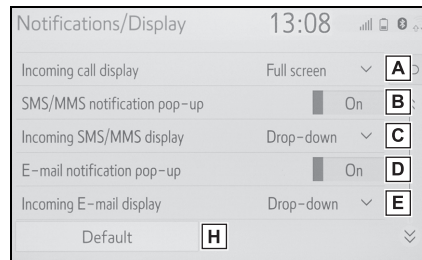 Notifications/Display 13:08
Incoming call display Full screen A
SMS/MMS notification pop-up On B
Incoming SMS/MMS display Drop-down C
E-mail notification pop-up On D
Incoming E-mail display Drop-down E
Default H